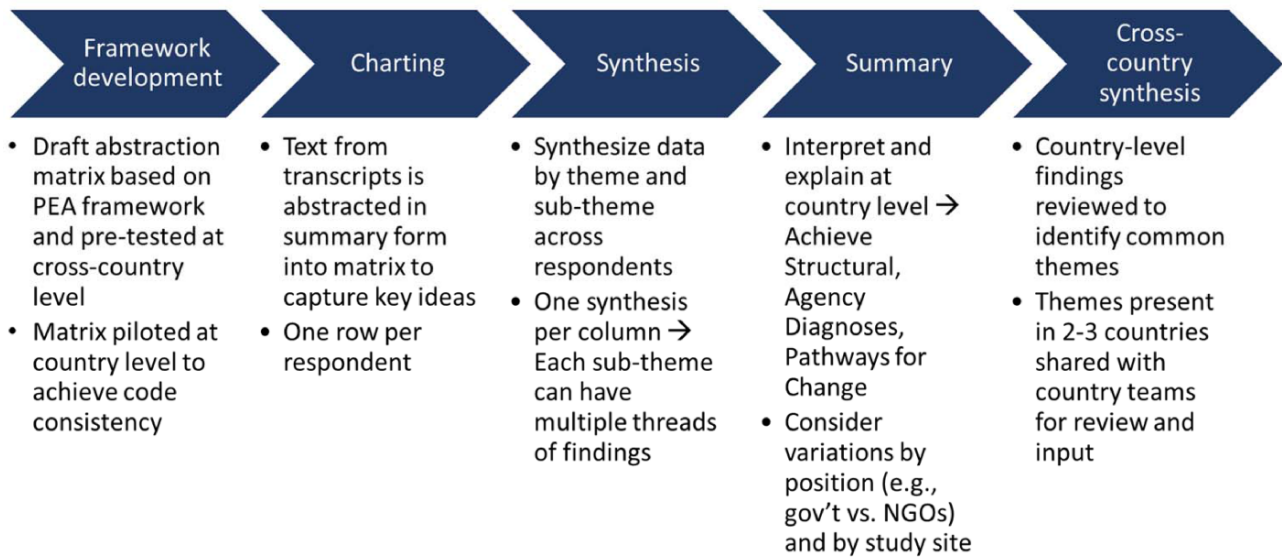 Framework
development
Charting
Synthesis
Summary
Cross-
country
synthesis
• Draft abstraction
matrix based on
PEA framework
and pre-tested at
cross-country
level
• Matrix piloted at
country level to
achieve code
consistency
• Text from
transcripts is
abstracted in
summary form
into matrix to
capture key ideas
• One row per
respondent
• Synthesize data
by theme and
sub-theme
across
respondents
• One synthesis
per column →
Each sub-theme
can have
multiple threads
of findings
• Interpret and
explain at
country level →
Achieve
Structural,
Agency
Diagnoses,
Pathways for
Change
• Consider
variations by
position (e.g.,
gov’t vs. NGOs)
and by study site
• Country-level
findings
reviewed to
identify common
themes
• Themes present
in 2-3 countries
shared with
country teams
for review and
input